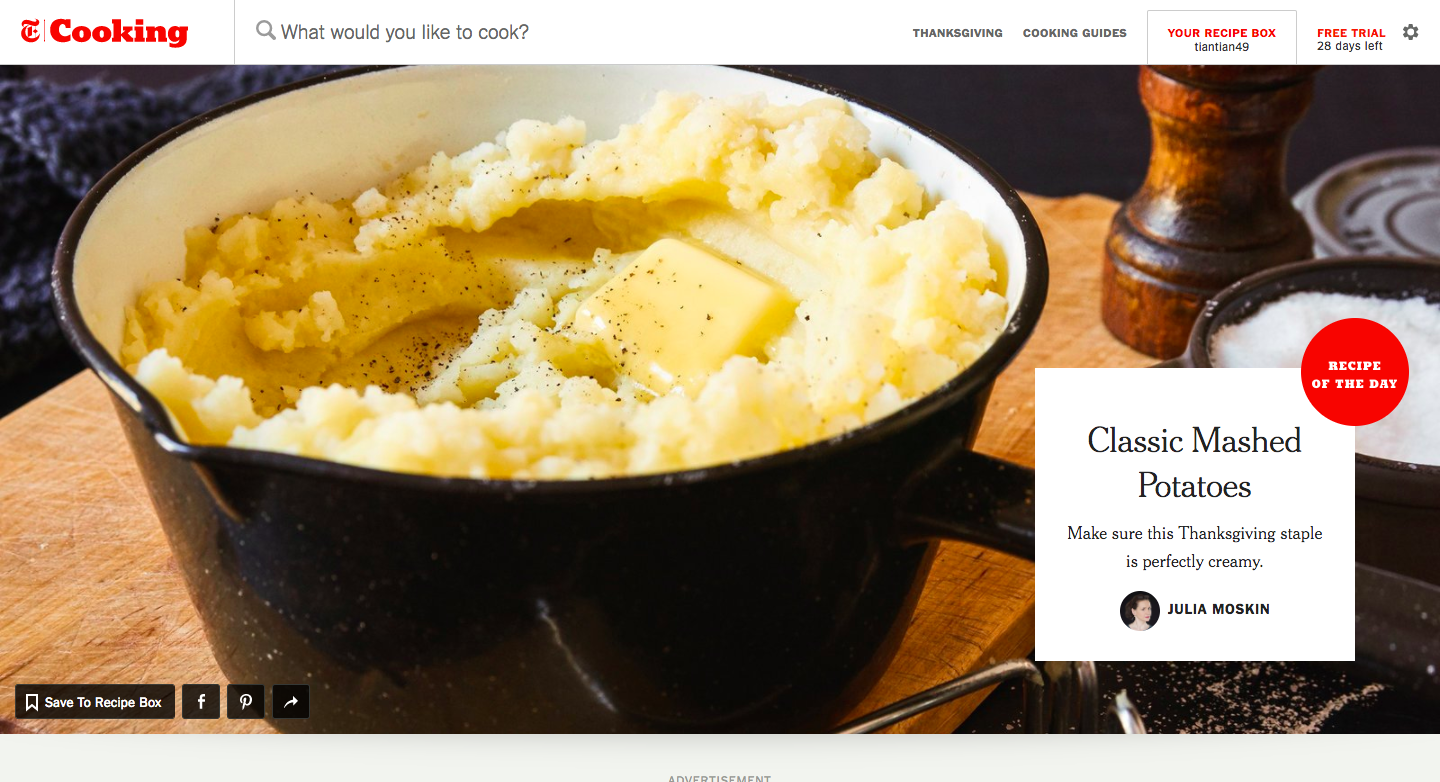 Cooking
What would you like to cook?
THANKSGIVING
COOKING GUIDES
YOUR RECIPE BOX
tiantian49
FREE TRIAL
28 days left
RECIPE
OF THE DAY
Classic Mashed
Potatoes
Make sure this Thanksgiving staple
is perfectly creamy.
JULIA MOSKIN
Save To Recipe Box
ADVERTISEMENT